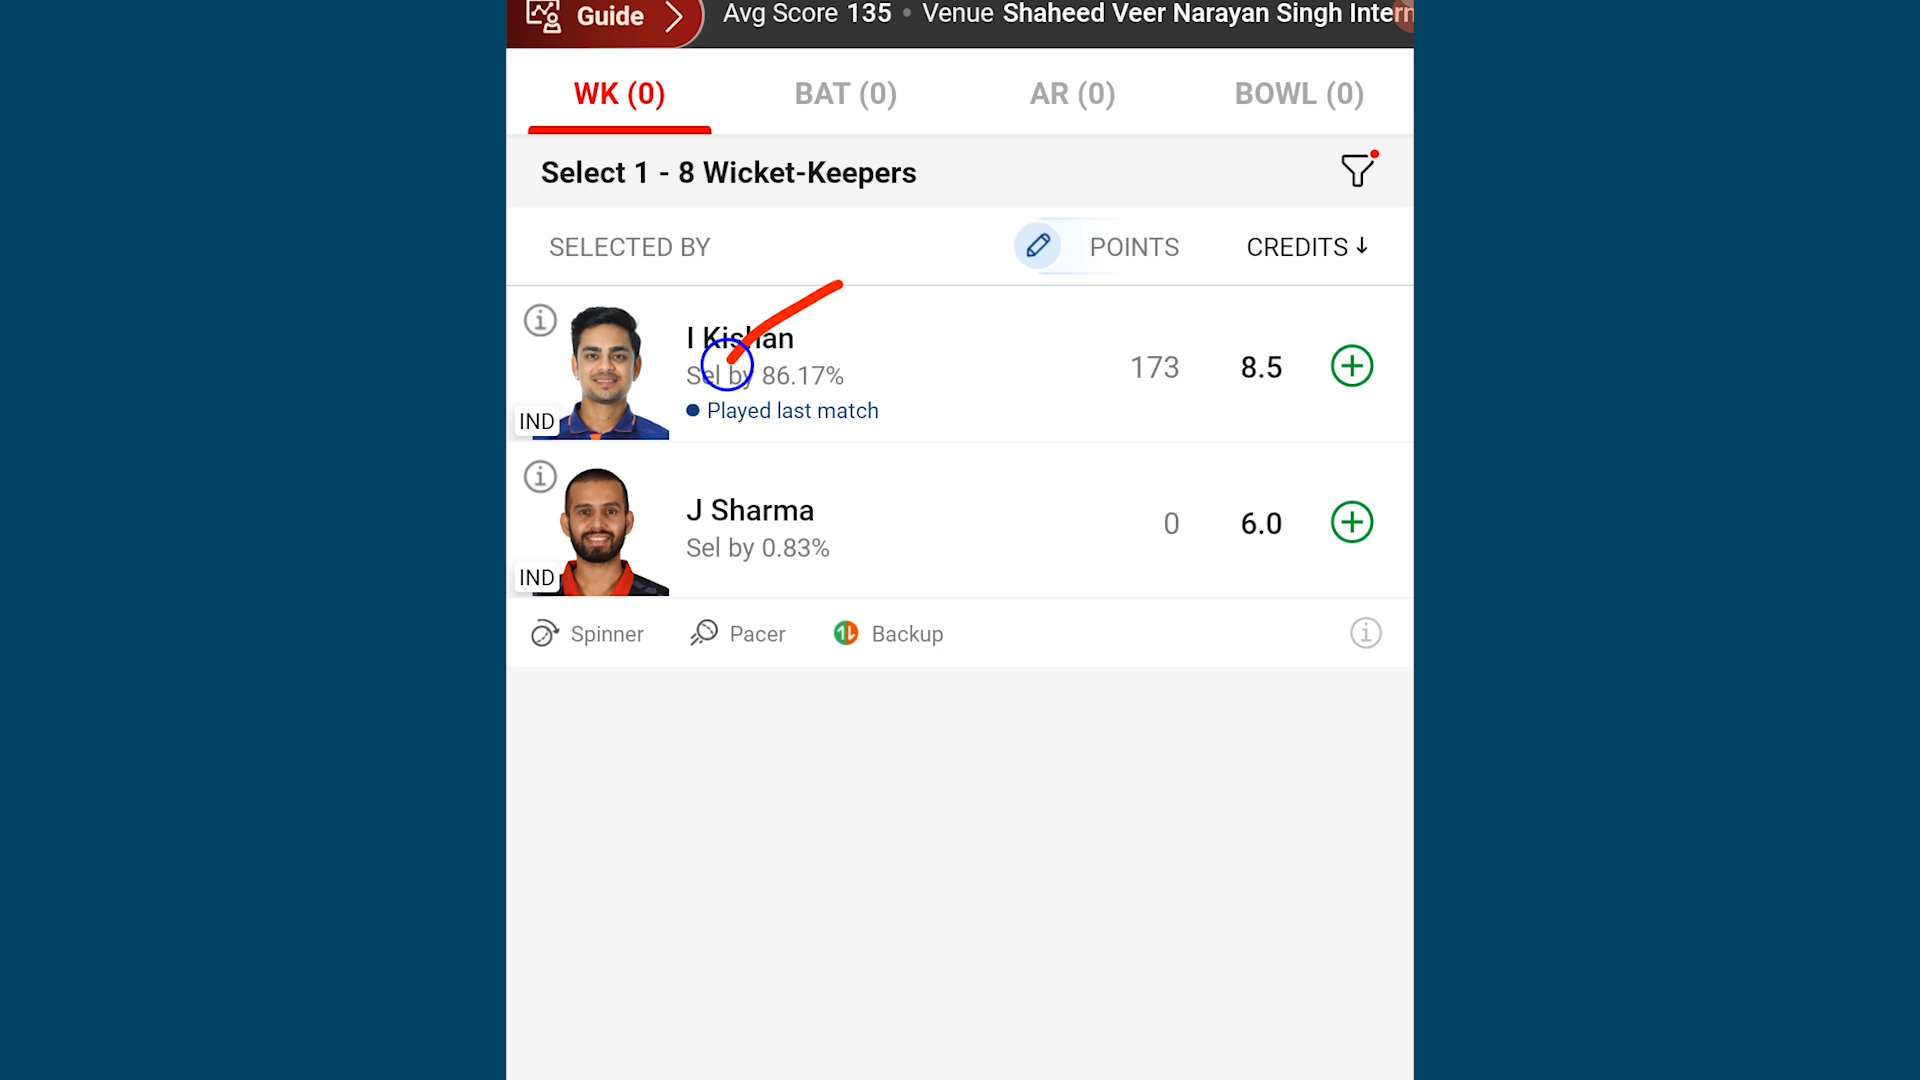 Guide Avg Score 135 • Venue Shaheed Veer Narayan Singh Intern
WK (0) BAT (0) AR (0) BOWL (0)
Select 1 - 8 Wicket-Keepers
SELECTED BY POINTS CREDITS ↓
I Kishan
Sel by 86.17% 173 8.5
IND • Played last match
J Sharma
Sel by 0.83% 0 6.0
IND
Spinner Pacer Backup